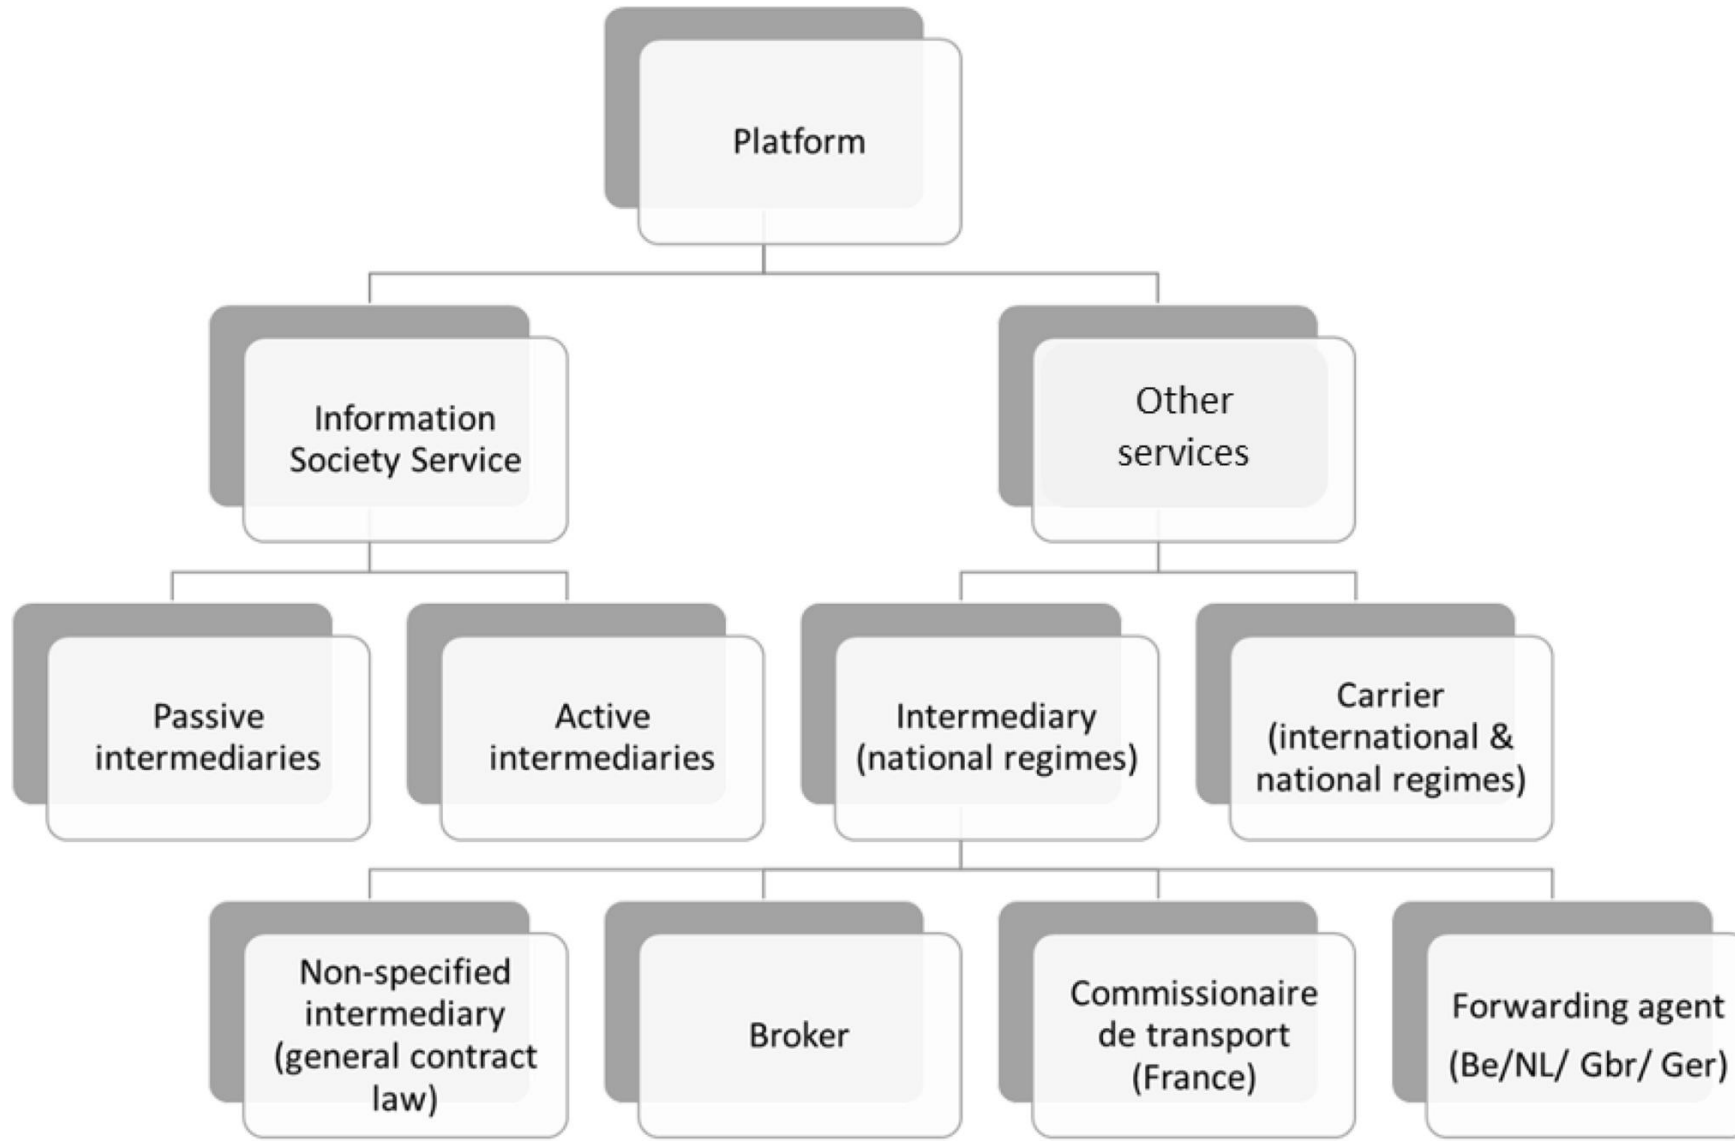 Platform
Information
Society Service
Other
services
Passive
intermediaries
Active
intermediaries
Intermediary
(national regimes)
Carrier
(international &
national regimes)
Non-specified
intermediary
(general contract
law)
Broker
Commissionaire
de transport
(France)
Forwarding agent
(Be/NL/ Gbr/ Ger)